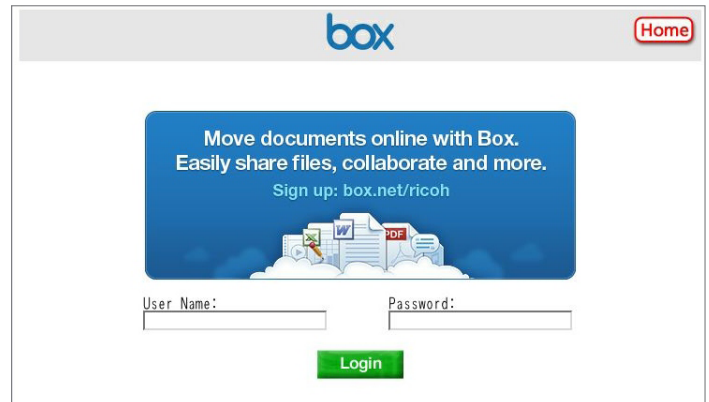 box
Home
Move documents online with Box.
Easily share files, collaborate and more.
Sign up: box.net/ricoh
X
W
PDF
User Name:
Password:
Login